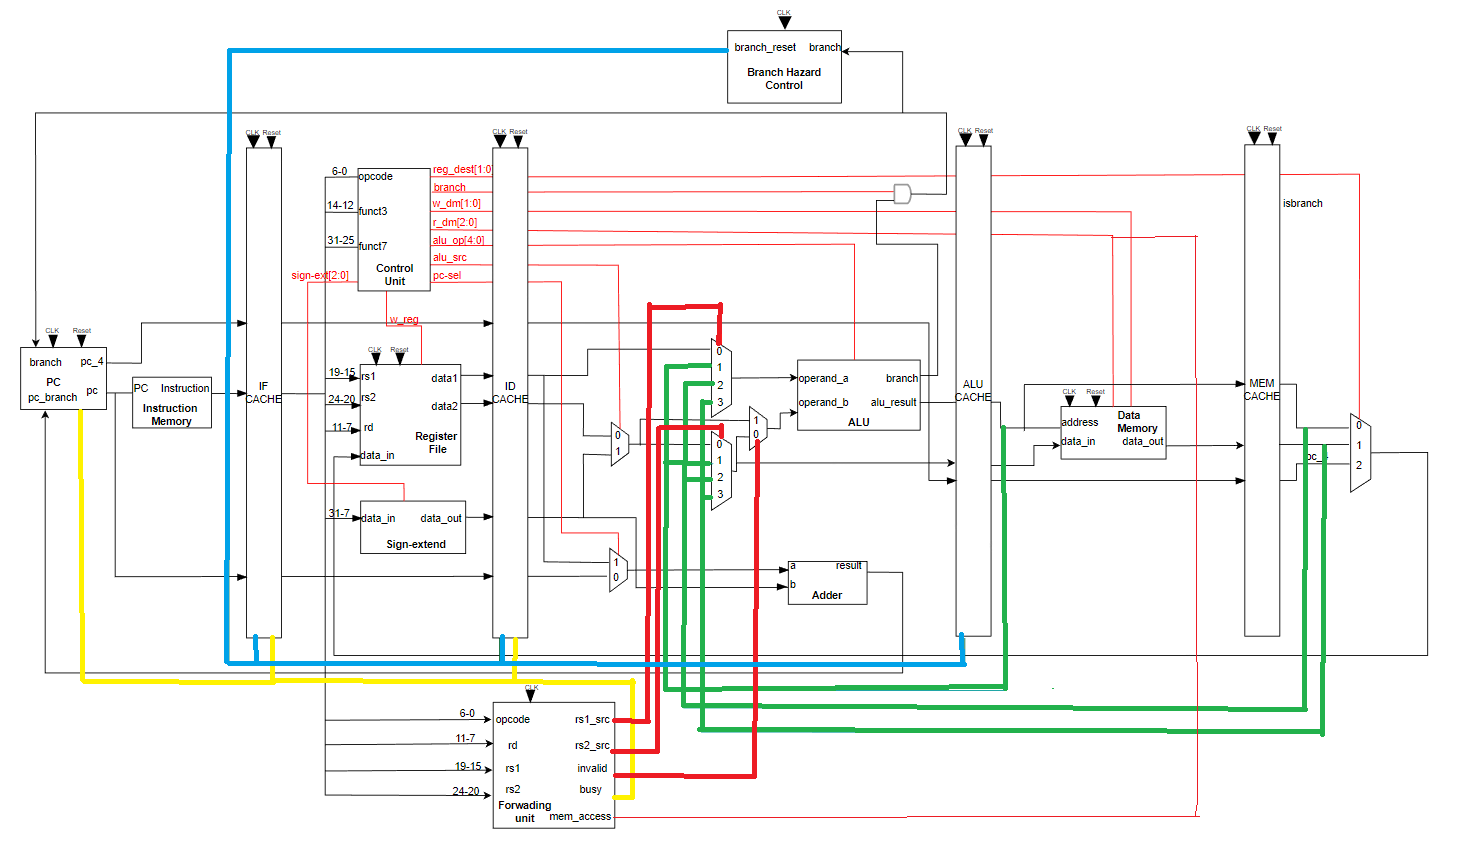 CLK
branch_reset branch
Branch Hazard
Control
CLK Reset
CLK Reset
CLK Reset
CLK Reset
6-0
opcode
14-12
funct3
31-25
funct7
Control
Unit
reg_dest[1:0]
branch
w_dm[1:0]
r_dm[2:0]
alu_op[4:0]
alu_src
pc-sel
sign-ext[2:0]
w_reg
isbranch
CLK Reset
branch pc_4
PC
pc_branch pc
PC Instruction
Instruction
Memory
IF
CACHE
CLK Reset
19-15
rs1
24-20
rs2
11-7
rd
data_in
data1
data2
Register
File
ID
CACHE
31-7
data_in data_out
Sign-extend
0
1
1
0
0
1
2
3
0
1
2
3
1
0
operand_a branch
operand_b alu_result
ALU
a result
b
Adder
ALU
CACHE
CLK Reset
address
Data
Memory
data_in data_out
MEM
CACHE
pc_
0
1
2
CLK
6-0
opcode rs1_src
11-7
rd rs2_src
19-15
rs1 invalid
24-20
rs2 busy
Forwading
unit
mem_access